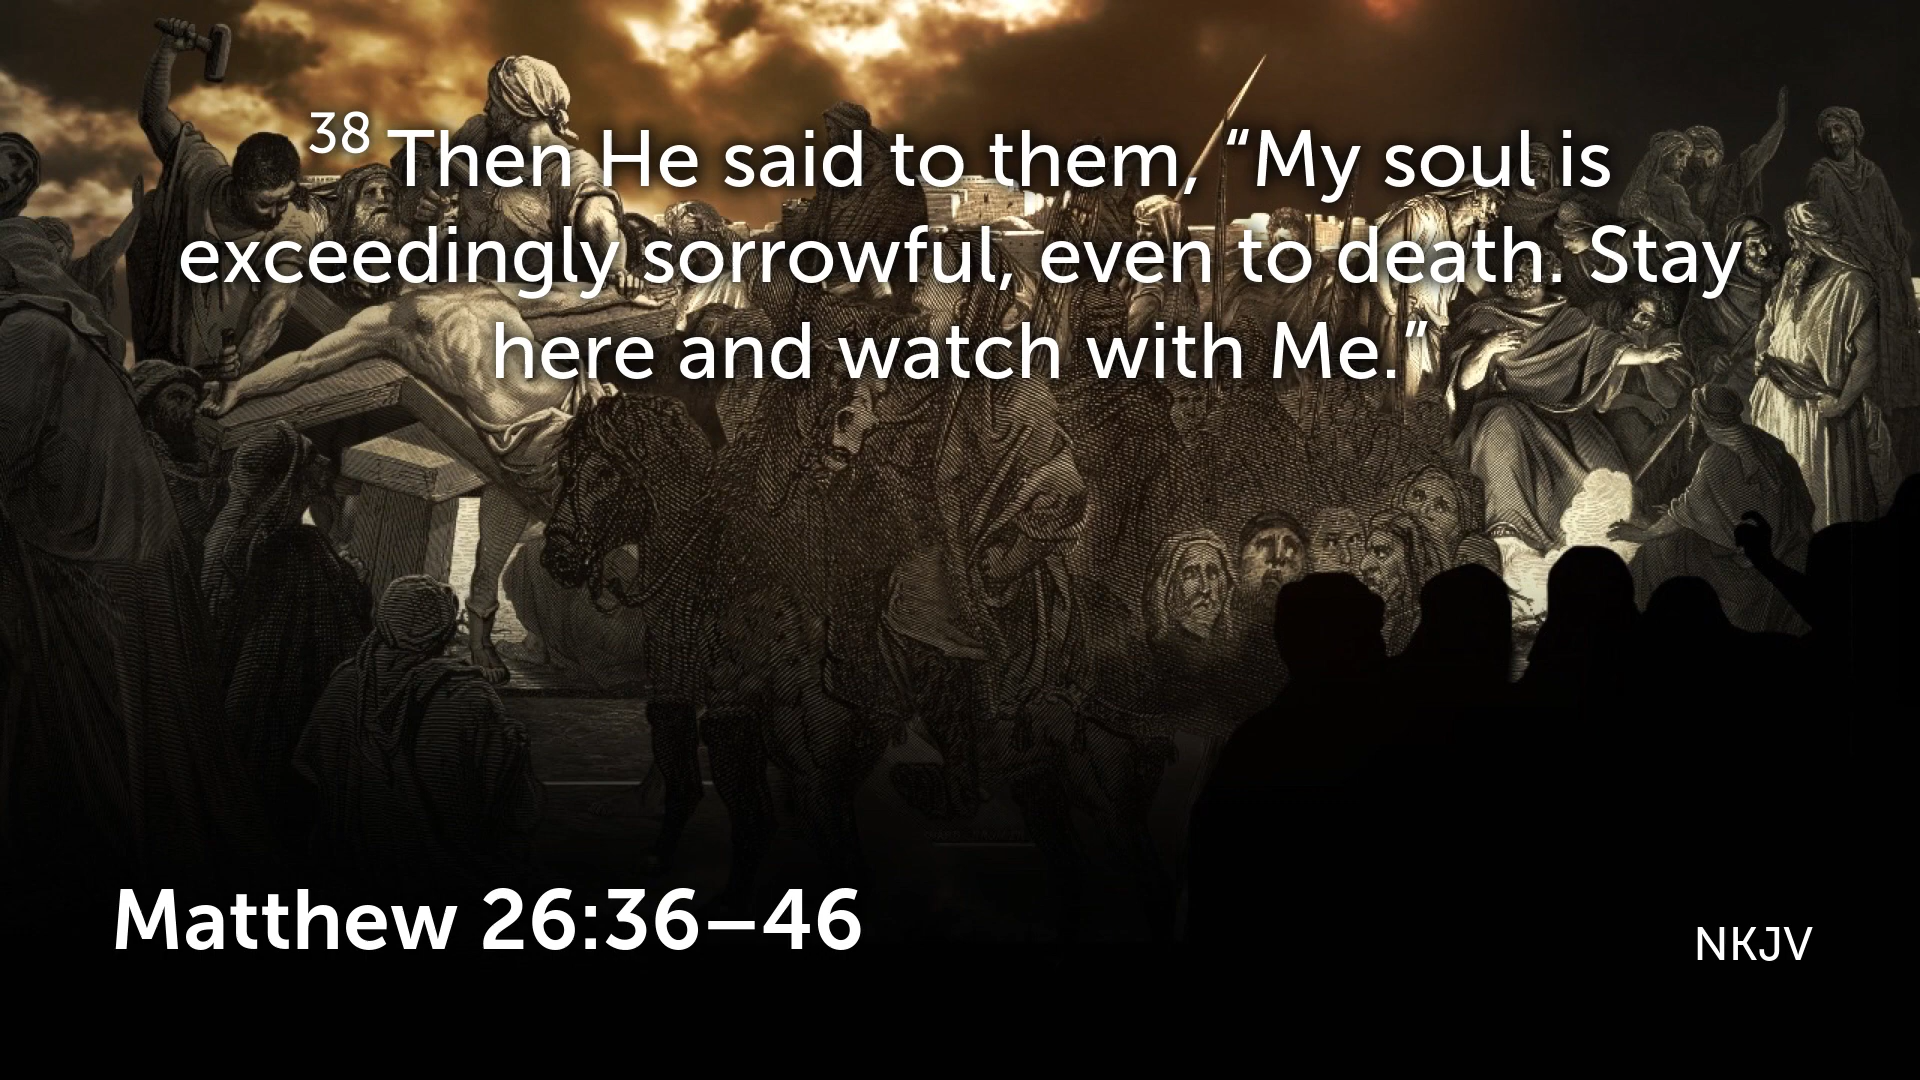 38 Then He said to them, “My soul is
exceedingly sorrowful, even to death. Stay
here and watch with Me.”
Matthew 26:36–46
NKJV